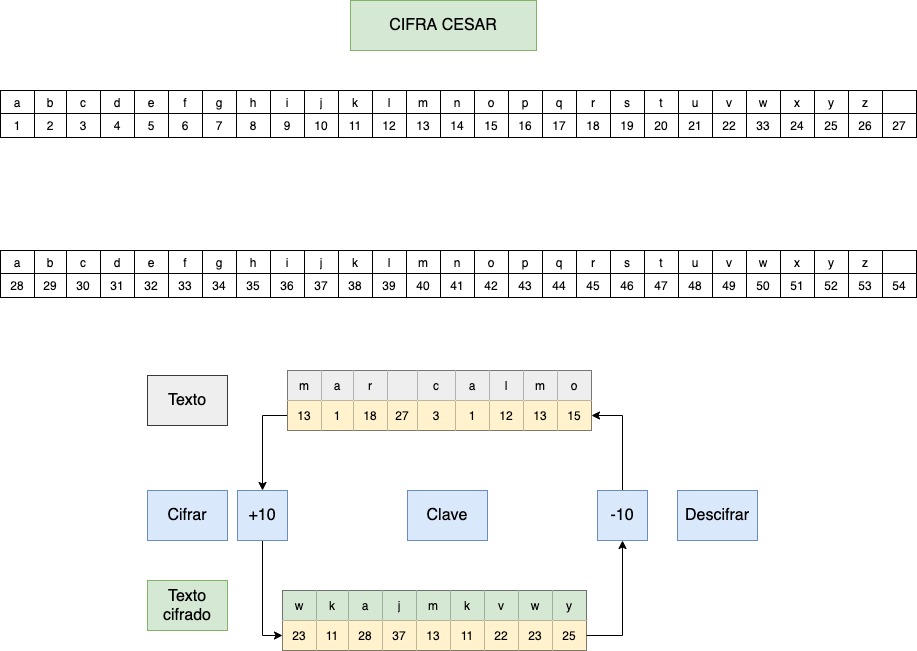 CIFRA CESAR
a b c d e f g h i j k l m n o p q r s t u v w x y z
1 2 3 4 5 6 7 8 9 10 11 12 13 14 15 16 17 18 19 20 21 22 33 24 25 26 27
a b c d e f g h i j k l m n o p q r s t u v w x y z
28 29 30 31 32 33 34 35 36 37 38 39 40 41 42 43 44 45 46 47 48 49 50 51 52 53 54
m a r c a l m o
Texto
13 1 18 27 3 1 12 13 15
Cifrar +10 Clave -10 Descifrar
Texto
cifrado
w k a j m k v w y
23 11 28 37 13 11 22 23 25